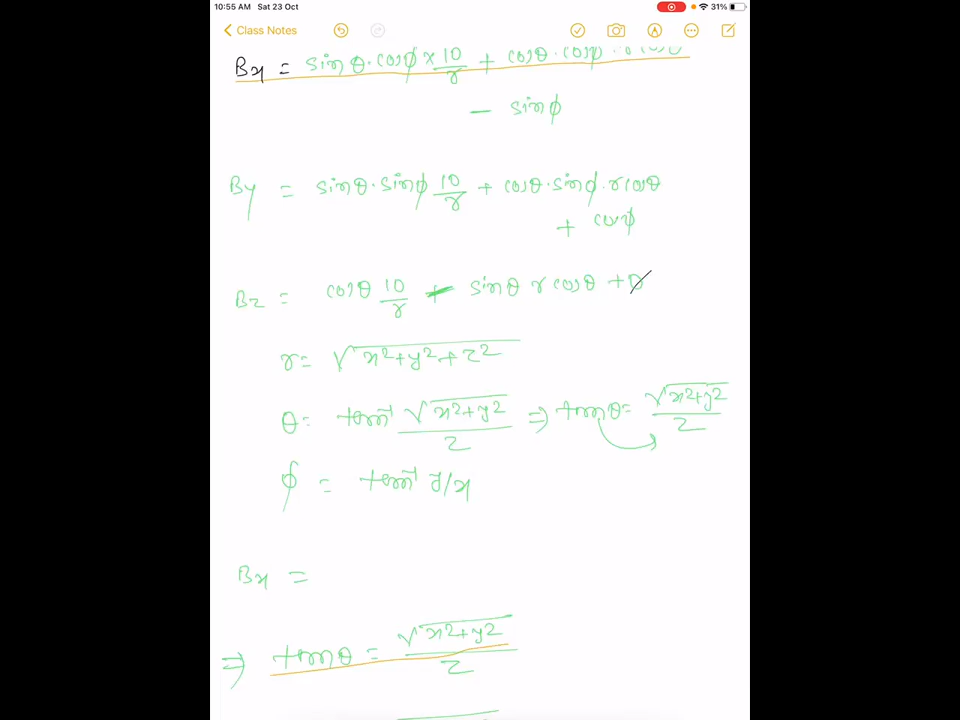 10:55 AM Sat 23 Oct 31%
Class Notes
Bx = sinθ.cosϕ × 10/r + cosθ.cosϕ.r cosθ
- sinϕ
By = sinθ.sinϕ 10/r + cosθ.sinϕ.r cosθ
+ cosϕ
Bz = cosθ 10/r - sinθ r cosθ + 0
r = √x²+y²+z²
θ = tan⁻¹ √x²+y²/z ⇒ tanθ = √x²+y²/z
ϕ = tan⁻¹ y/x
Bx =
⇒ tanθ = √x²+y²/z